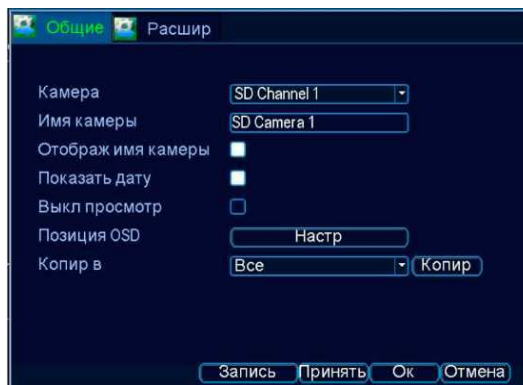 Общие Расшир
Камера SD Channel 1
Имя камеры SD Camera 1
Отображ имя камеры
Показать дату
Выкл просмотр
Позиция OSD Настр
Копир в Все Копир
Запись Принять Ок Отмена